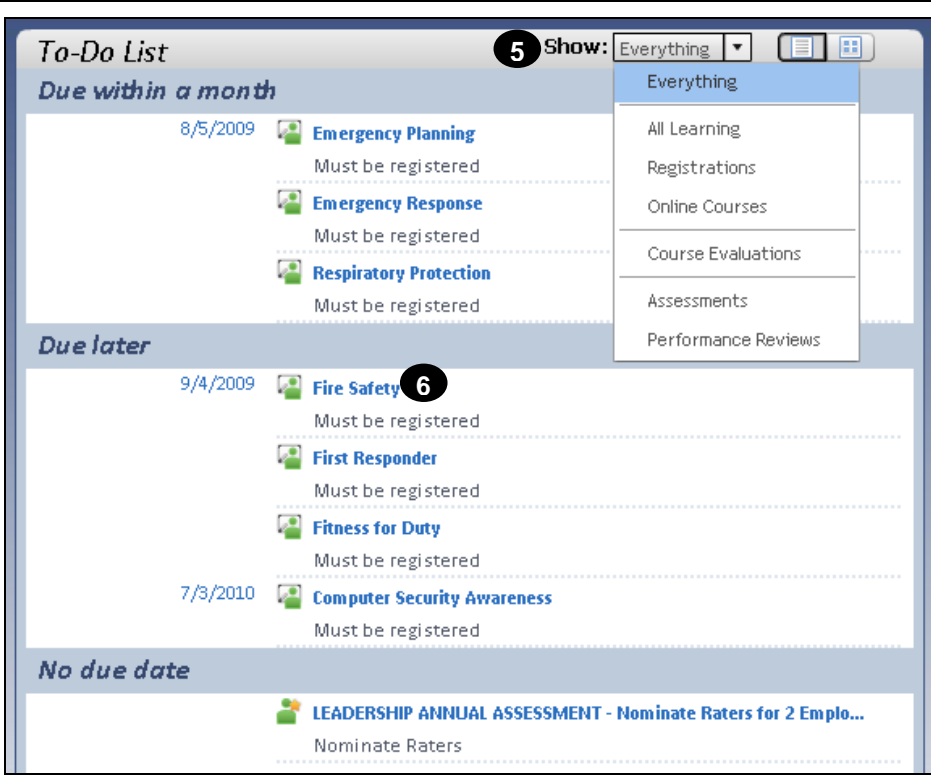 To-Do List
5 Show: Everything
Everything
All Learning
Registrations
Online Courses
Course Evaluations
Assessments
Performance Reviews
Due within a month
8/5/2009 Emergency Planning
Must be registered
Emergency Response
Must be registered
Respiratory Protection
Must be registered
Due later
9/4/2009 Fire Safety 6
Must be registered
First Responder
Must be registered
Fitness for Duty
Must be registered
7/3/2010 Computer Security Awareness
Must be registered
No due date
LEADERSHIP ANNUAL ASSESSMENT - Nominate Raters for 2 Emplo...
Nominate Raters